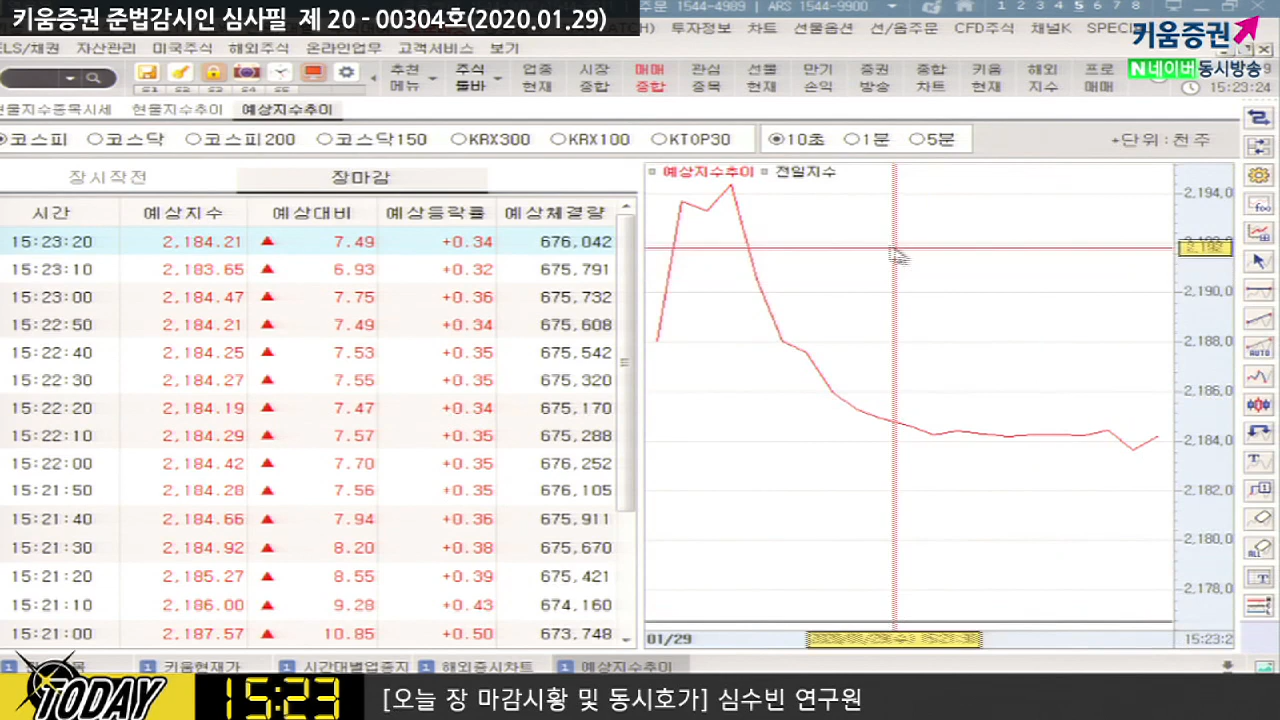 키움증권 준법감시인 심사필 제 20 - 00304호(2020.01.29)
1544-4989 ARS 1544-9900 1 2 3 4 5 6 7 8
투자정보 차트 선물옵션 선/옵주문 CFD주식 채널K
키움증권
ELS/채권 자산관리 미국주식 해외주식 온라인업무 고객서비스 보기
N네이버 동시방송
추천 메뉴 주식 툴바 업종 현재 시장 종합 매매 종합 관심 종목 선물 현재 만기 손익 증권 방송 종합 차트 키움 현재 해외 지수 프로 매매
15:23:24
현물지수종목시세 현물지수추이 예상지수추이
코스피 코스닥 코스피200 코스닥150 KRX300 KRX100 KTOP30 10초 1분 5분 +단위:천주
장시작전 장마감
시간 예상지수 예상대비 예상등락률 예상체결량
15:23:20 2,184.21 ▲ 7.49 +0.34 676,042
15:23:10 2,183.65 ▲ 6.93 +0.32 675,791
15:23:00 2,184.47 ▲ 7.75 +0.36 675,732
15:22:50 2,184.21 ▲ 7.49 +0.34 675,608
15:22:40 2,184.25 ▲ 7.53 +0.35 675,542
15:22:30 2,184.27 ▲ 7.55 +0.35 675,320
15:22:20 2,184.19 ▲ 7.47 +0.34 675,170
15:22:10 2,184.29 ▲ 7.57 +0.35 675,288
15:22:00 2,184.42 ▲ 7.70 +0.35 676,252
15:21:50 2,184.28 ▲ 7.56 +0.35 676,105
15:21:40 2,184.66 ▲ 7.94 +0.36 675,911
15:21:30 2,184.92 ▲ 8.20 +0.38 675,670
15:21:20 2,185.27 ▲ 8.55 +0.39 675,421
15:21:10 2,186.00 ▲ 9.28 +0.43 674,160
15:21:00 2,187.57 ▲ 10.85 +0.50 673,748
예상지수추이 전일지수
2,194.0
2,190.0
2,188.0
2,186.0
2,184.0
2,182.0
2,180.0
2,178.0
01/29 15:23:2
AUTO
ALL
1 1 키움현재가 1 시간대별업종지 1 해외증시차트 1 예상지수추이
TODAY 15:23 [오늘 장 마감시황 및 동시호가] 심수빈 연구원